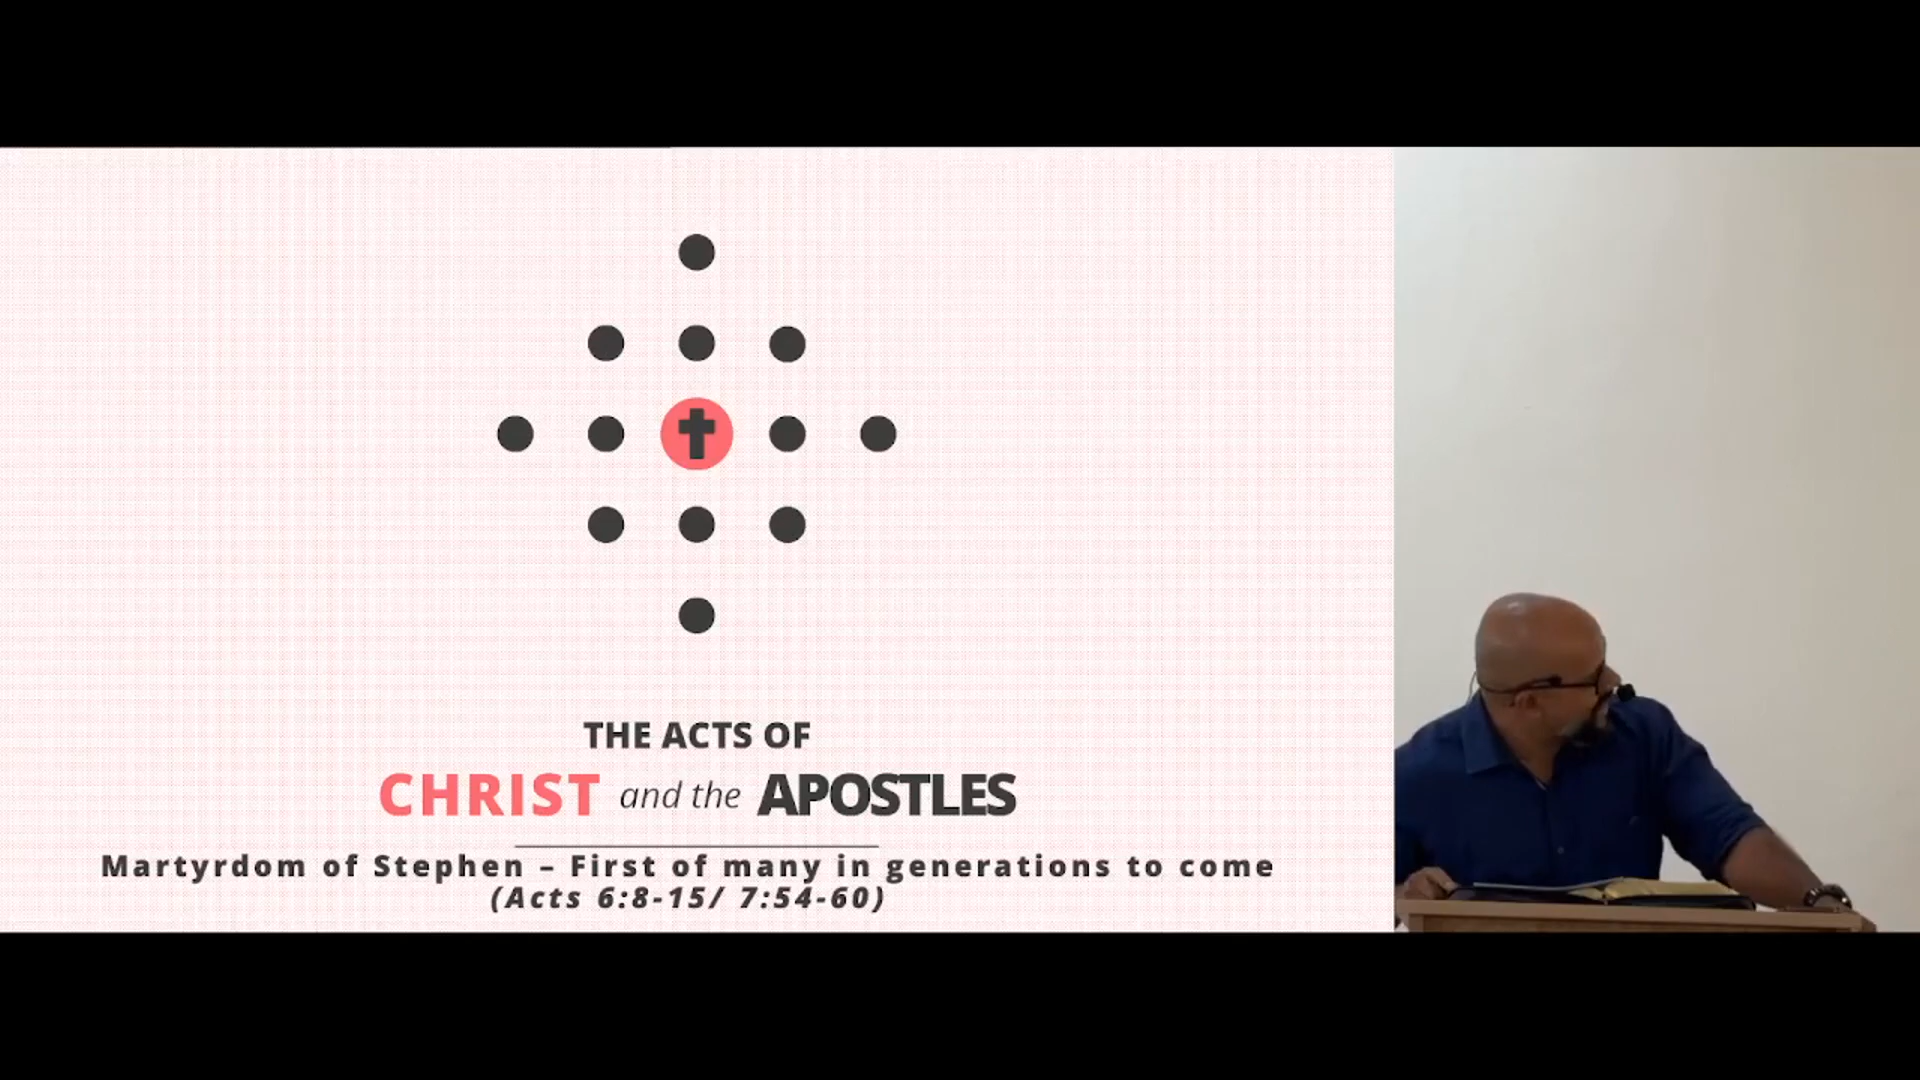 THE ACTS OF
CHRIST and the APOSTLES
Martyrdom of Stephen – First of many in generations to come
(Acts 6:8-15/ 7:54-60)